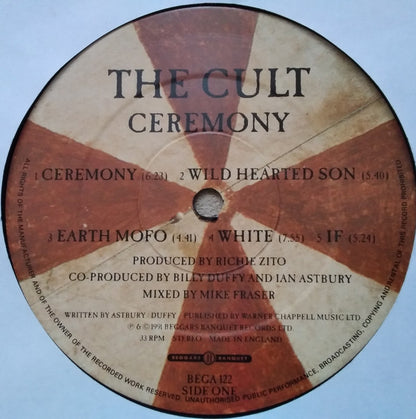 THE CULT
CEREMONY
1 CEREMONY (6.23) 2 WILD HEARTED SON (5.40)
3 EARTH MOFO (4.41) 4 WHITE (7.55) 5 IF (5.24)
PRODUCED BY RICHIE ZITO
CO-PRODUCED BY BILLY DUFFY AND IAN ASTBURY
MIXED BY MIKE FRASER
WRITTEN BY ASTBURY / DUFFY · PUBLISHED BY WARNER CHAPPELL MUSIC LTD
℗ & © 1991 BEGGARS BANQUET RECORDS LTD.
33 RPM STEREO MADE IN ENGLAND
BEGGARS BANQUET
BEGA 122
SIDE ONE
ALL RIGHTS OF THE MANUFACTURER AND OF THE OWNER OF THE RECORDED WORK RESERVED. UNAUTHORISED PUBLIC PERFORMANCE, BROADCASTING, COPYING AND RENTAL OF THIS RECORD PROHIBITED